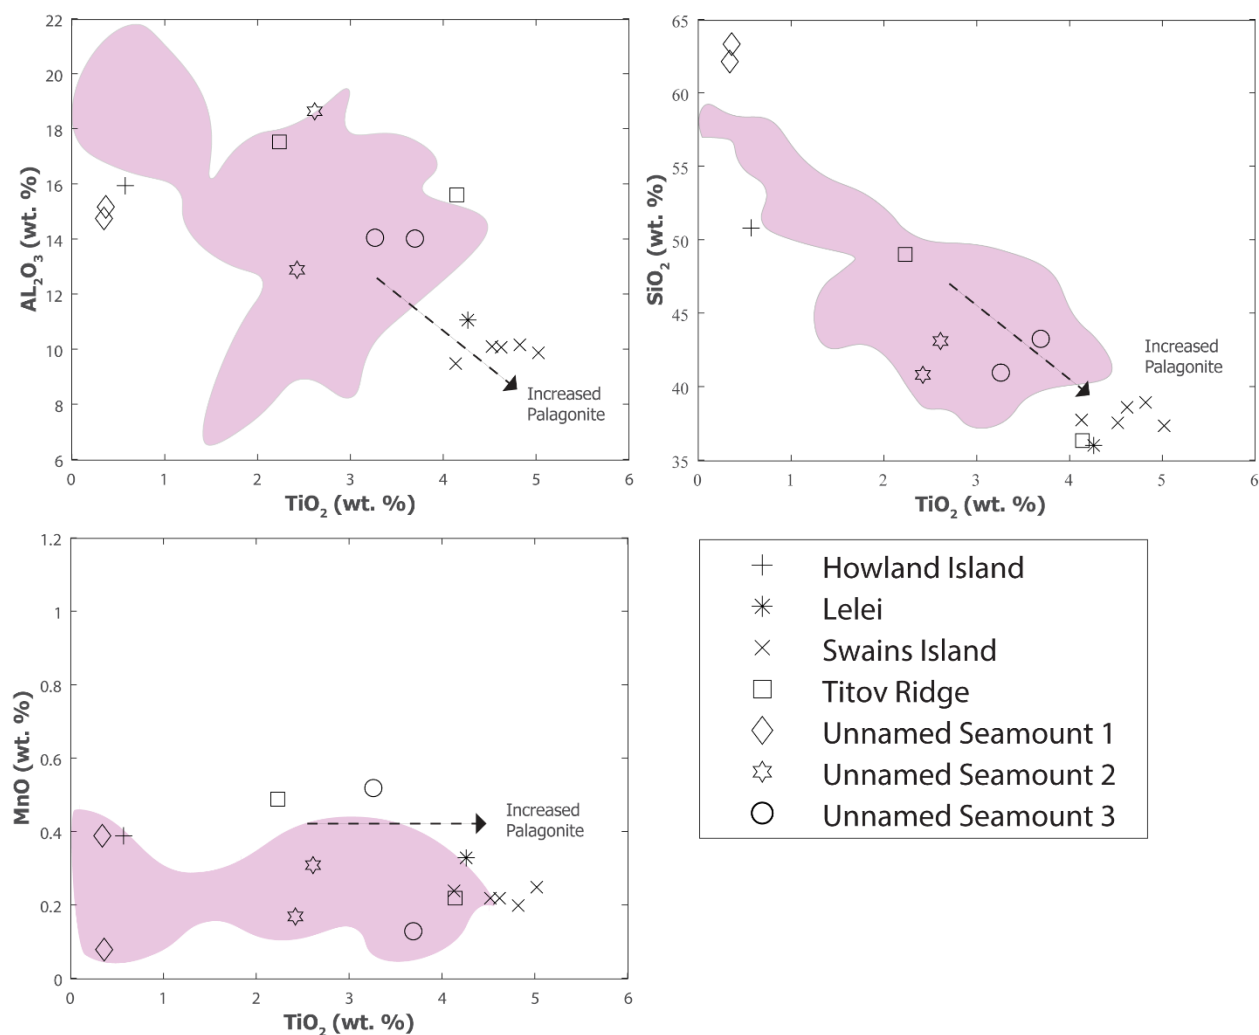 22
20
18
16
14
12
10
8
6
AL2O3 (wt. %)
0 1 2 3 4 5 6
TiO2 (wt. %)
Increased
Palagonite
65
60
55
50
45
40
35
SiO2 (wt. %)
0 1 2 3 4 5 6
TiO2 (wt. %)
Increased
Palagonite
1.2
1
0.8
0.6
0.4
0.2
0
MnO (wt. %)
0 1 2 3 4 5 6
TiO2 (wt. %)
Increased
Palagonite
Howland Island
Lelei
Swains Island
Titov Ridge
Unnamed Seamount 1
Unnamed Seamount 2
Unnamed Seamount 3